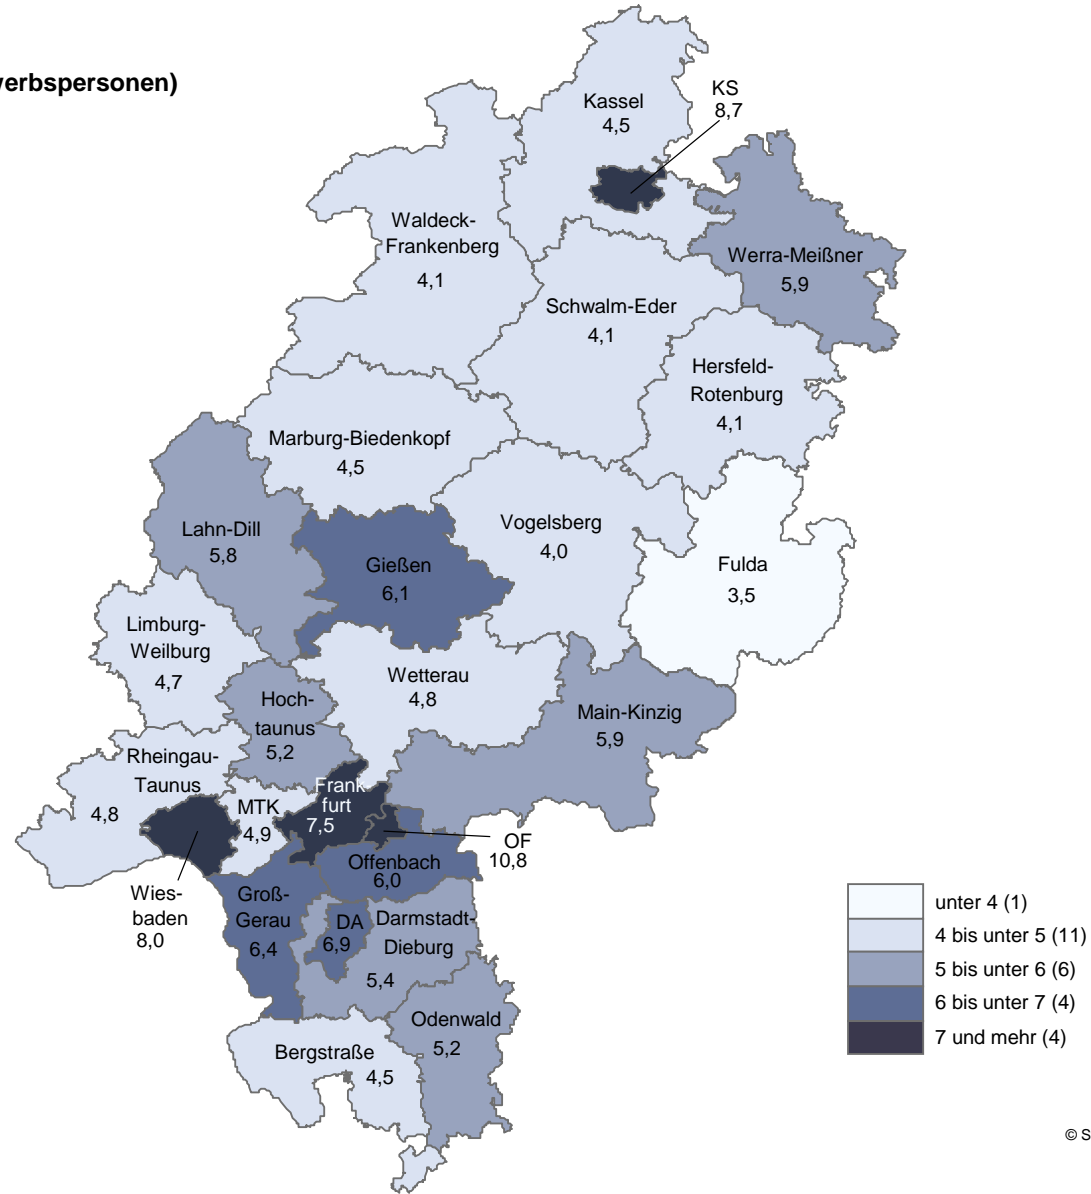 verbspersonen)
Kassel
4,5
KS
8,7
Waldeck-
Frankenberg
4,1
Werra-Meißner
5,9
Schwalm-Eder
4,1
Hersfeld-
Rotenburg
4,1
Marburg-Biedenkopf
4,5
Lahn-Dill
5,8
Vogelsberg
4,0
Gießen
6,1
Fulda
3,5
Limburg-
Weilburg
4,7
Wetterau
4,8
Hoch-
taunus
5,2
Main-Kinzig
5,9
Rheingau-
Taunus
4,8
Frank
furt
7,5
MTK
4,9
OF
10,8
Offenbach
6,0
Wies-
baden
8,0
Groß-
Gerau
6,4
DA
6,9
Darmstadt-
Dieburg
5,4
Odenwald
5,2
Bergstraße
4,5
unter 4 (1)
4 bis unter 5 (11)
5 bis unter 6 (6)
6 bis unter 7 (4)
7 und mehr (4)
© S